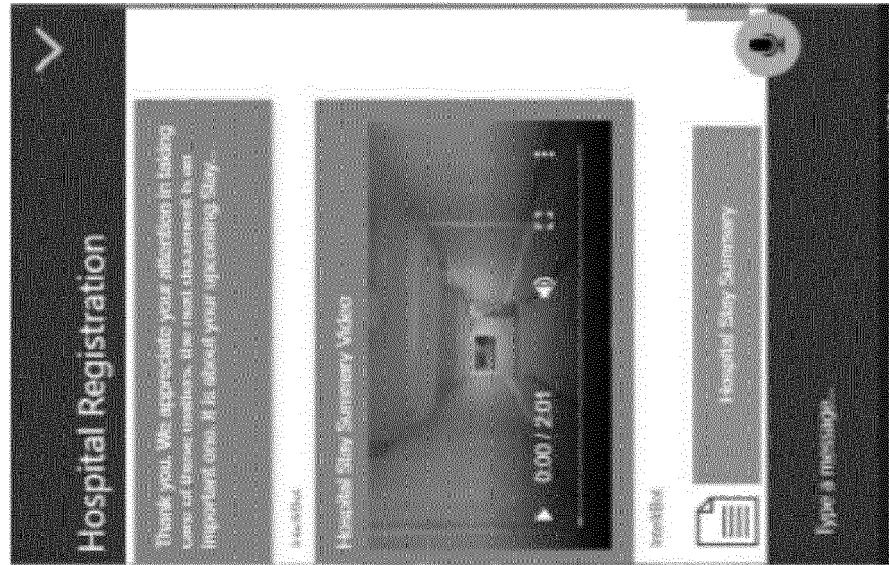 Hospital Registration
Thank you. We appreciate your attention in taking
care of these matters, the next document is an
important one. It is about your upcoming Stay...
Hospital Stay Summary Video
0:00 / 2:01
Hospital Stay Summary
Type a message...